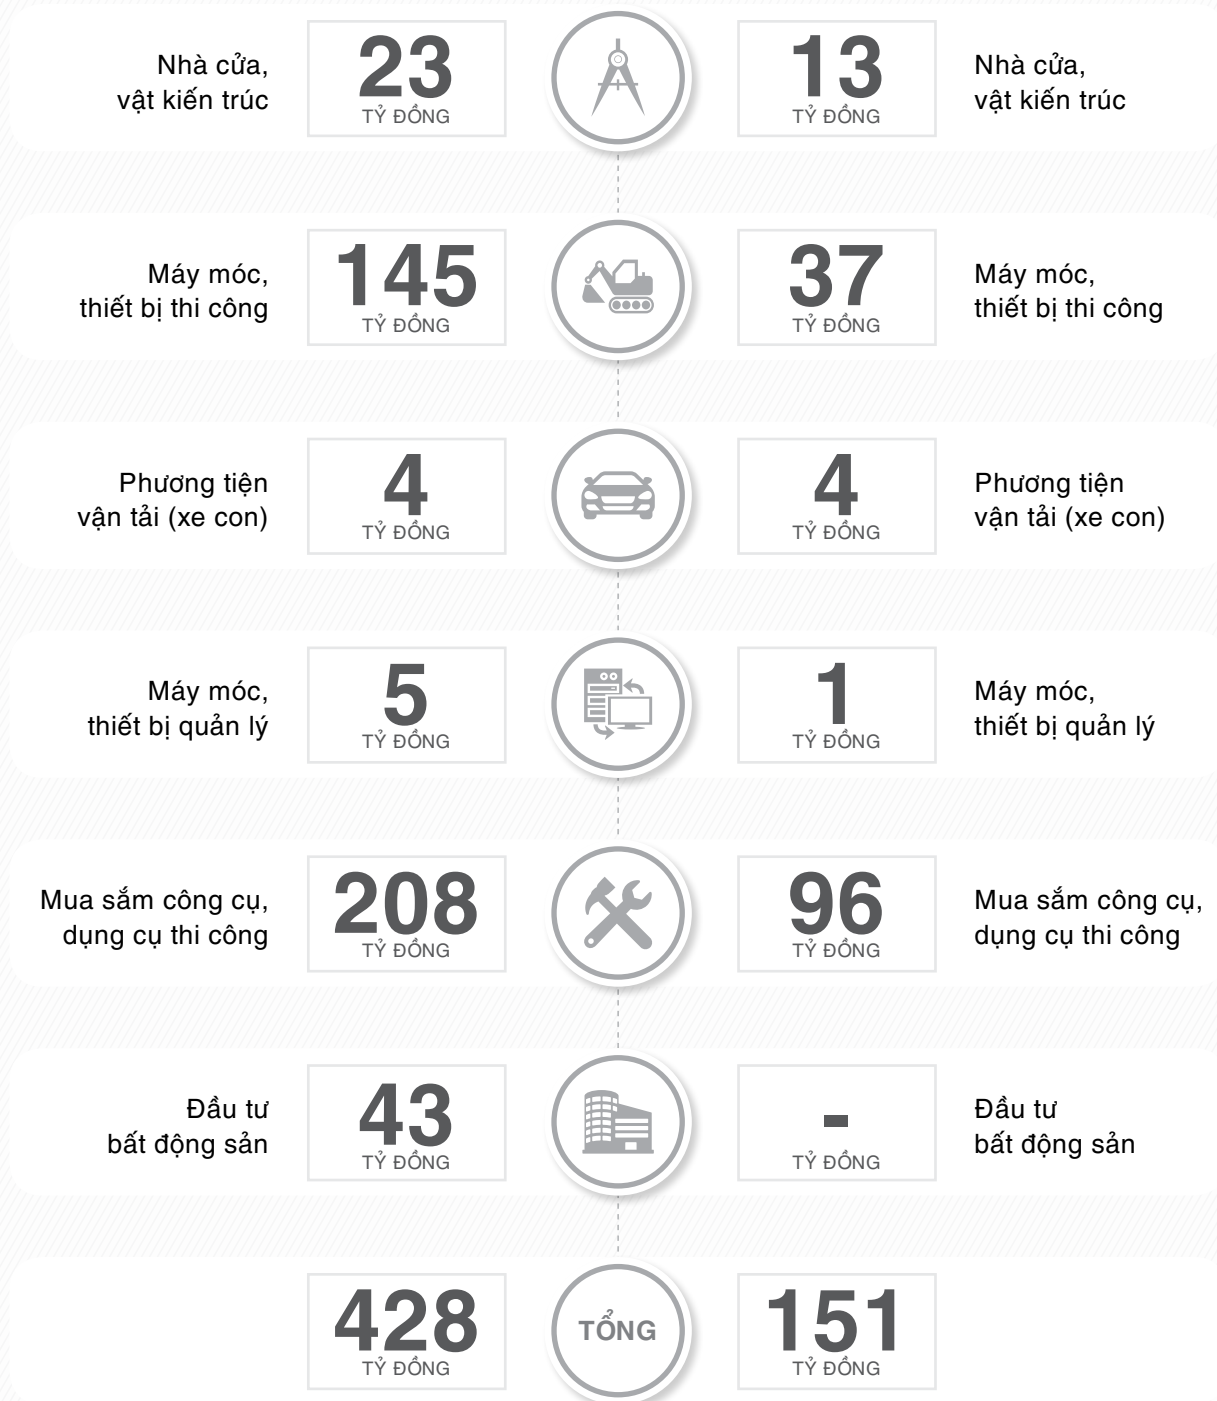 Nhà cửa,
vật kiến trúc
23
TỶ ĐỒNG
13
TỶ ĐỒNG
Nhà cửa,
vật kiến trúc
Máy móc,
thiết bị thi công
145
TỶ ĐỒNG
37
TỶ ĐỒNG
Máy móc,
thiết bị thi công
Phương tiện
vận tải (xe con)
4
TỶ ĐỒNG
4
TỶ ĐỒNG
Phương tiện
vận tải (xe con)
Máy móc,
thiết bị quản lý
5
TỶ ĐỒNG
1
TỶ ĐỒNG
Máy móc,
thiết bị quản lý
Mua sắm công cụ,
dụng cụ thi công
208
TỶ ĐỒNG
96
TỶ ĐỒNG
Mua sắm công cụ,
dụng cụ thi công
Đầu tư
bất động sản
43
TỶ ĐỒNG
-
TỶ ĐỒNG
Đầu tư
bất động sản
428
TỶ ĐỒNG
TỔNG
151
TỶ ĐỒNG